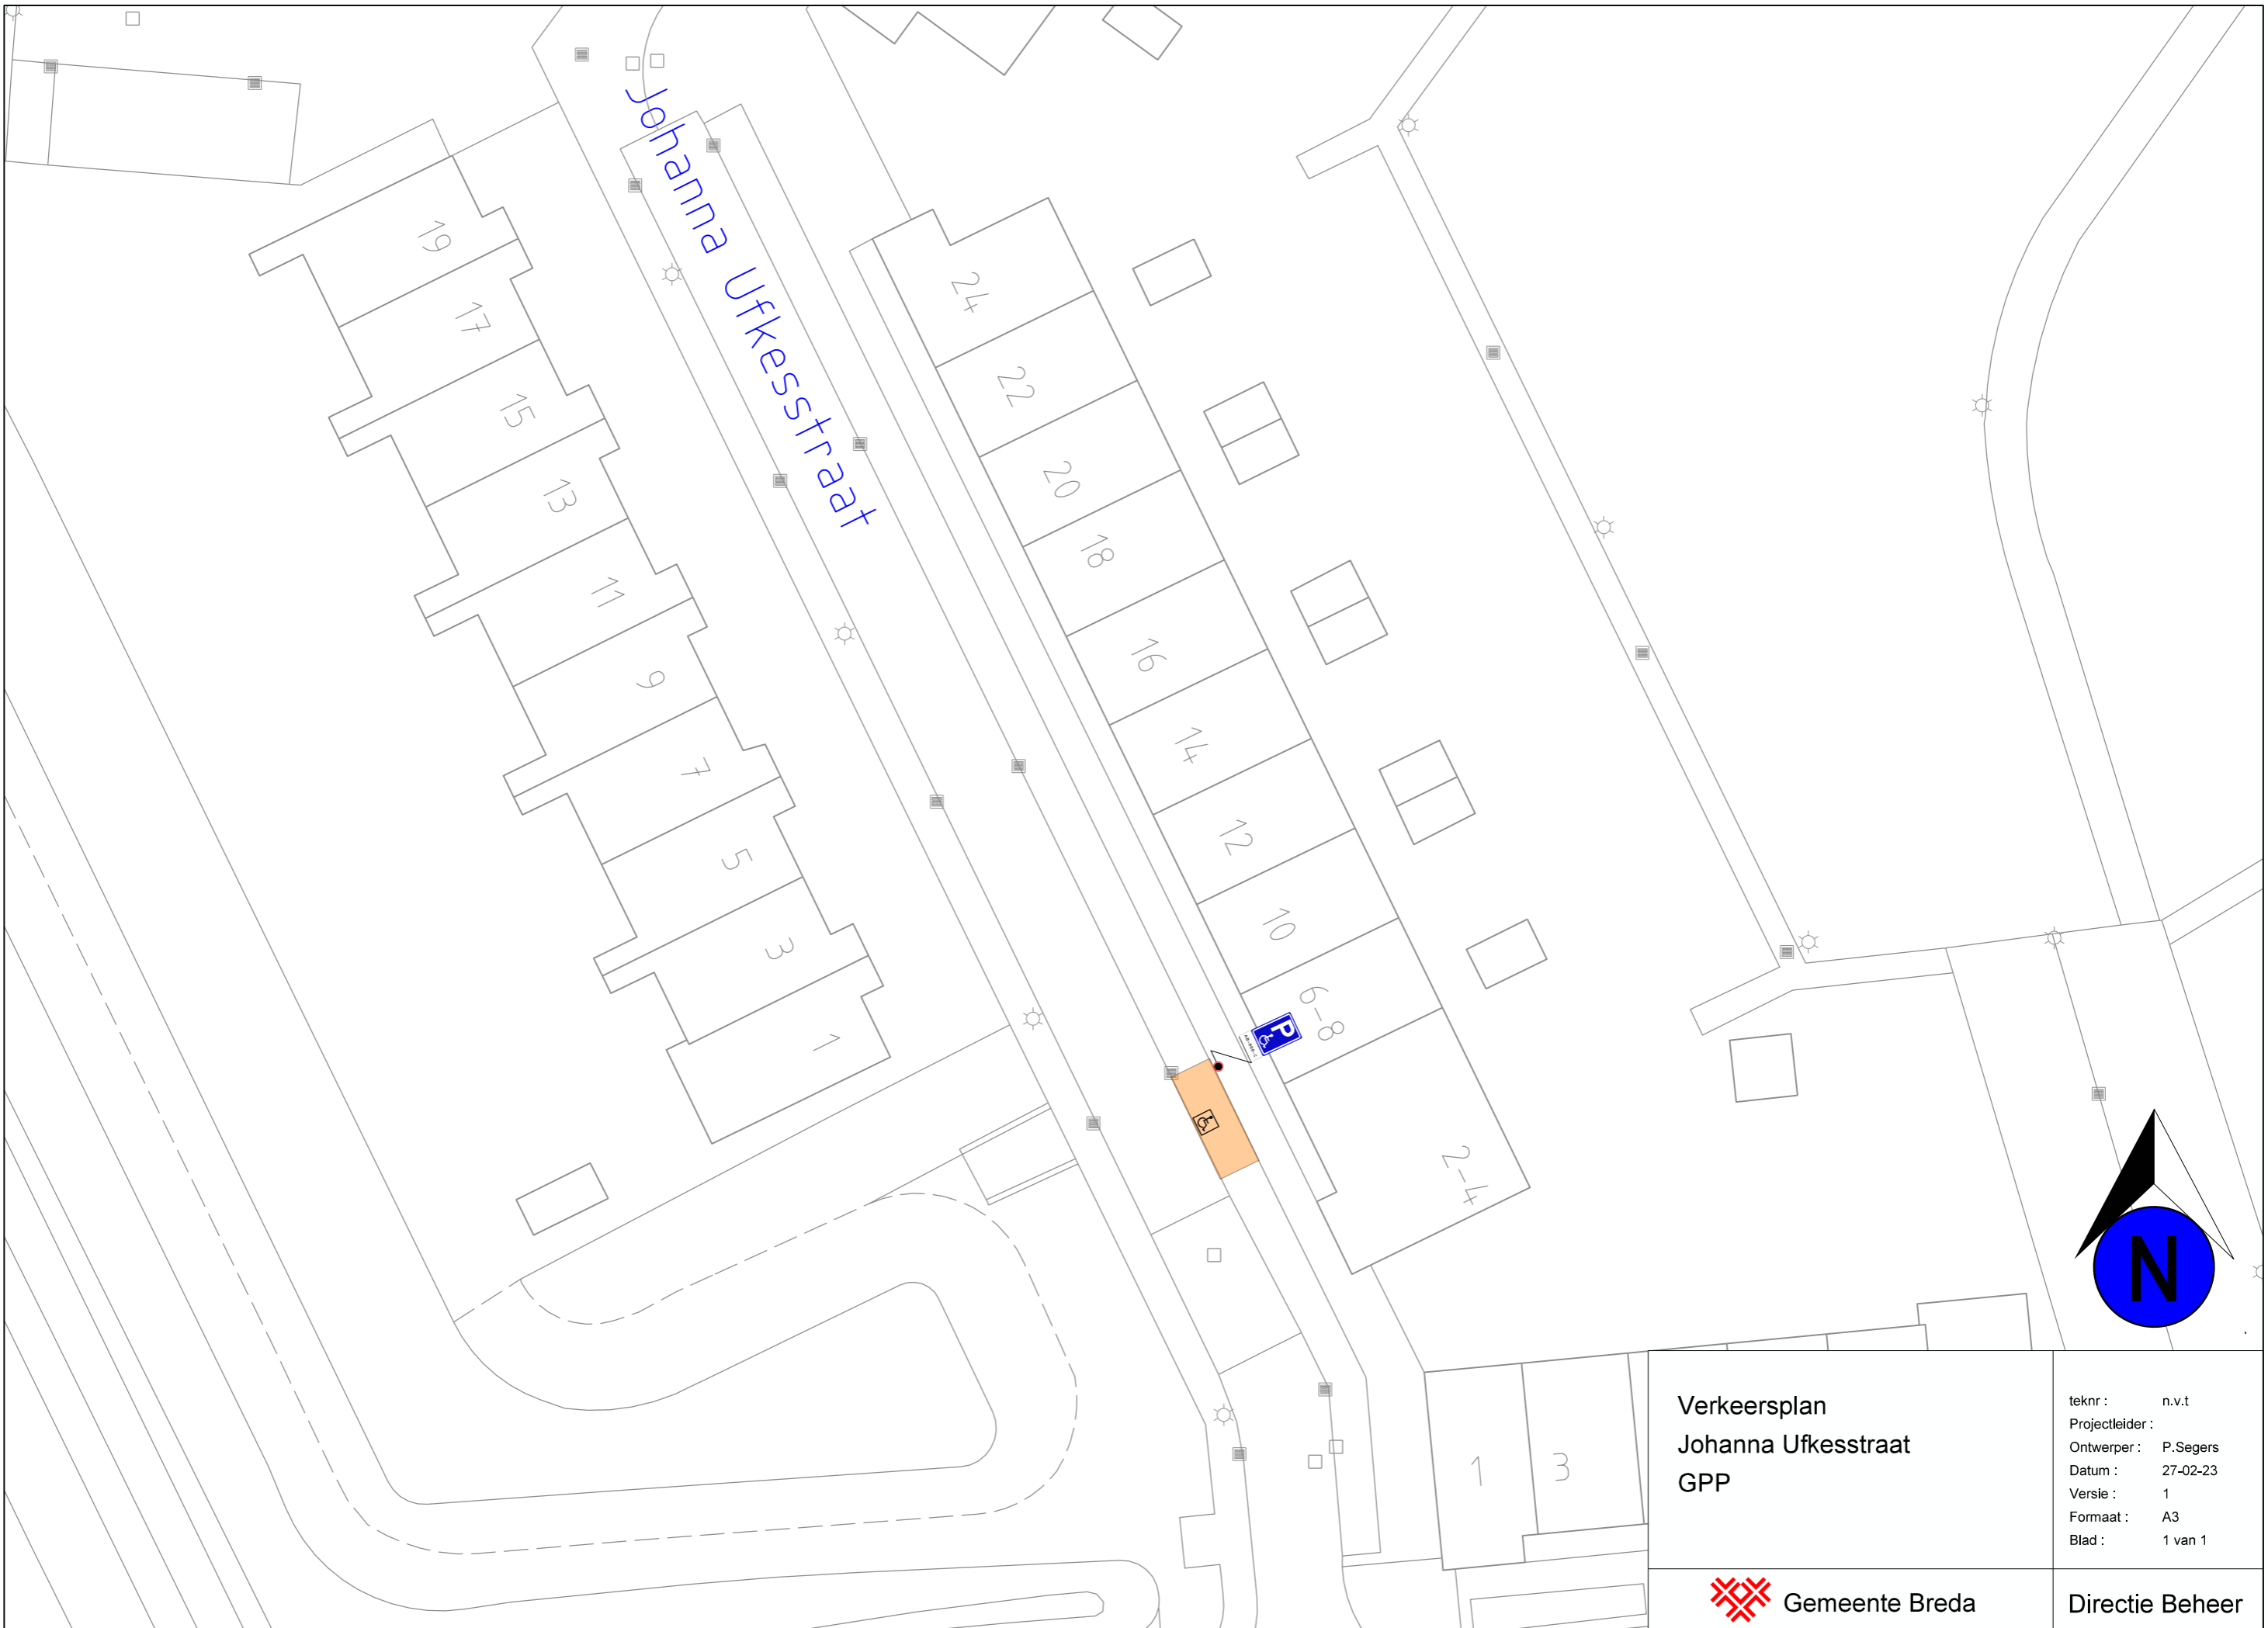 Johanna Ufkesstraat
19
17
15
13
11
9
7
5
3
1
24
22
20
18
16
14
12
10
6-8
2-4
P
1
3
N
Verkeersplan
Johanna Ufkesstraat
GPP
teknr : n.v.t
Projectleider :
Ontwerper : P.Segers
Datum : 27-02-23
Versie : 1
Formaat : A3
Blad : 1 van 1
Gemeente Breda
Directie Beheer